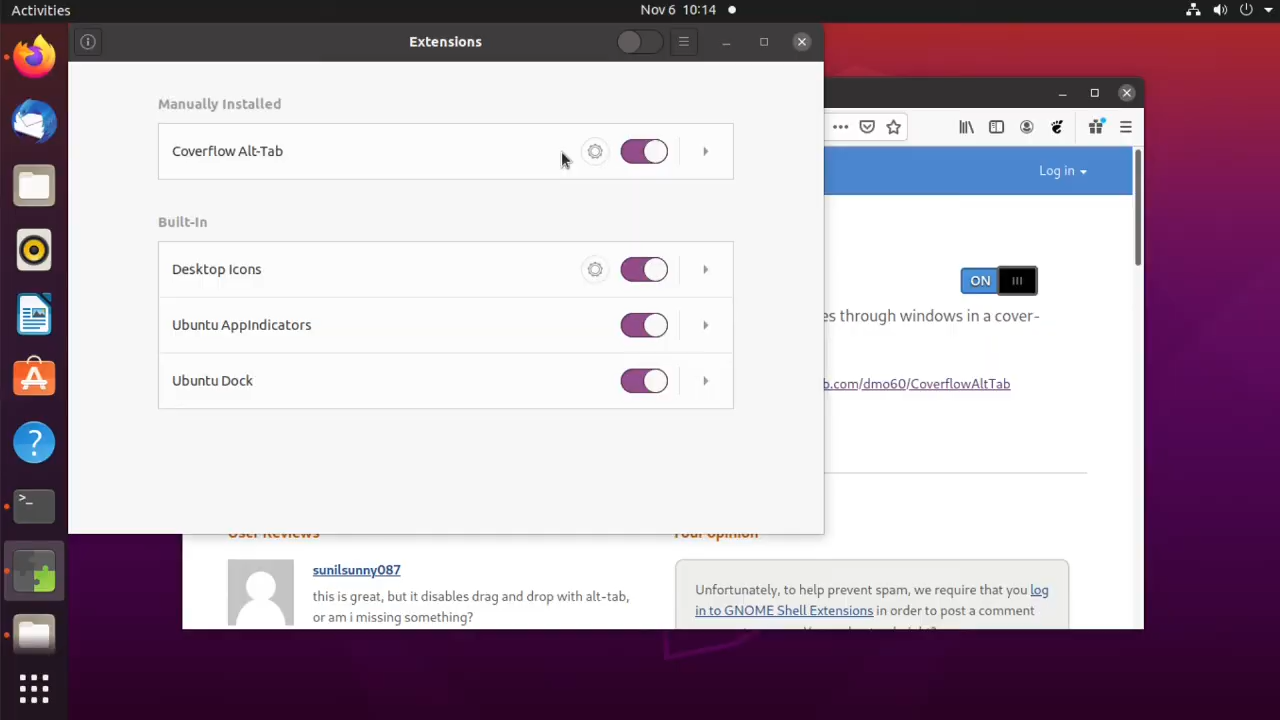 Activities
Nov 6 10:14
Extensions
Manually Installed
Coverflow Alt-Tab
Built-In
Desktop Icons
Ubuntu AppIndicators
Ubuntu Dock
Log in
ON
es through windows in a cover-
b.com/dmo60/CoverflowAltTab
User Reviews
Your opinion
sunilsunny087
this is great, but it disables drag and drop with alt-tab,
or am i missing something?
Unfortunately, to help prevent spam, we require that you log
in to GNOME Shell Extensions in order to post a comment